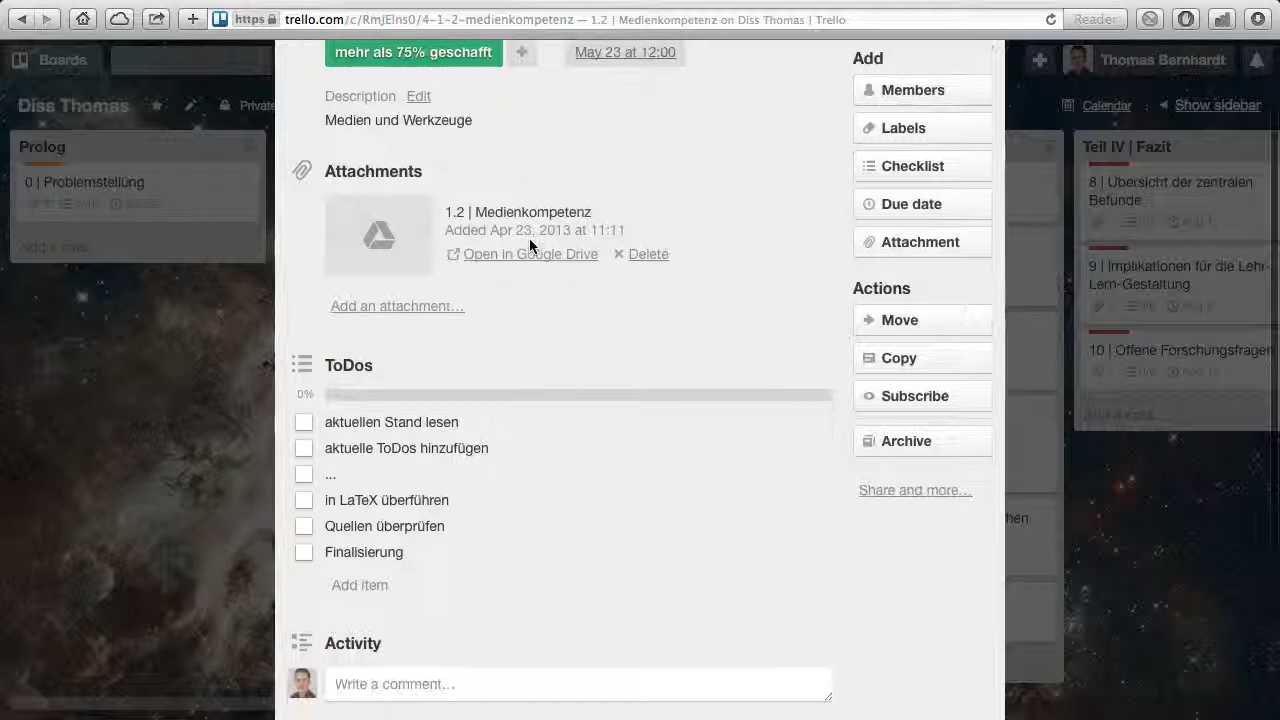 https trello.com/c/RmJElns0/4-1-2-medienkompetenz — 1.2 | Medienkompetenz on Diss Thomas | Trello
Reader
Boards
Thomas Bernhardt
Diss Thomas
Private
Calendar
Show sidebar
Prolog
0 | Problemstellung
mehr als 75% geschafft
May 23 at 12:00
Description Edit
Medien und Werkzeuge
Attachments
1.2 | Medienkompetenz
Added Apr 23, 2013 at 11:11
Open in Google Drive
Delete
Add an attachment…
ToDos
0%
aktuellen Stand lesen
aktuelle ToDos hinzufügen
...
in LaTeX überführen
Quellen überprüfen
Finalisierung
Add item
Activity
Write a comment…
Add
Members
Labels
Checklist
Due date
Attachment
Actions
Move
Copy
Subscribe
Archive
Share and more…
Teil IV | Fazit
8 | Übersicht der zentralen
Befunde
9 | Implikationen für die Lehr-
Lern-Gestaltung
10 | Offene Forschungsfragen